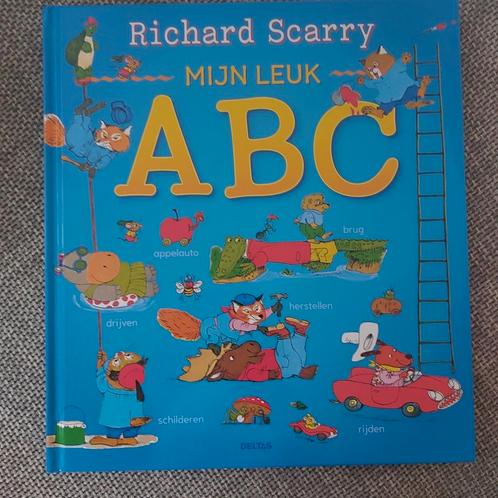 Richard Scarry
MIJN LEUK
ABC
appelauto
brug
drijven
herstellen
schilderen
rijden
DELTAS